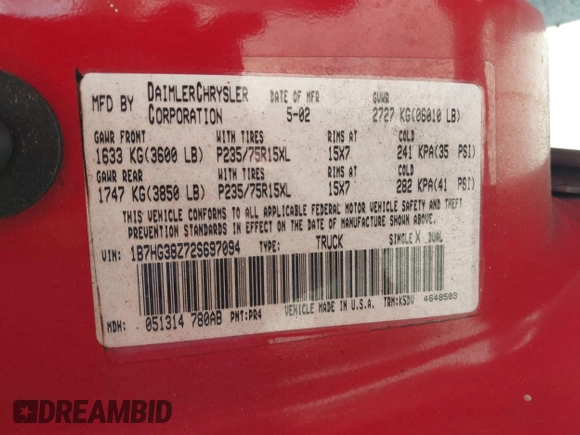 MFD BY DAIMLERCHRYSLER CORPORATION DATE OF MFR 5-02 GVWR 2727 KG(06010 LB)
GAWR FRONT WITH TIRES RIMS AT COLD
1633 KG(3600 LB) P235/75R15XL 15X7 241 KPA(35 PSI)
GAWR REAR WITH TIRES RIMS AT COLD
1747 KG(3850 LB) P235/75R15XL 15X7 282 KPA(41 PSI)
THIS VEHICLE CONFORMS TO ALL APPLICABLE FEDERAL MOTOR VEHICLE SAFETY AND THEFT
PREVENTION STANDARDS IN EFFECT ON THE DATE OF MANUFACTURE SHOWN ABOVE.
VIN: 1B7HG38Z72S697094 TYPE: TRUCK SINGLE X DUAL
VEHICLE MADE IN U.S.A. TRM:KSDV 4648503
MDH: 051314 780AB PNT:PR4
DREAMBID